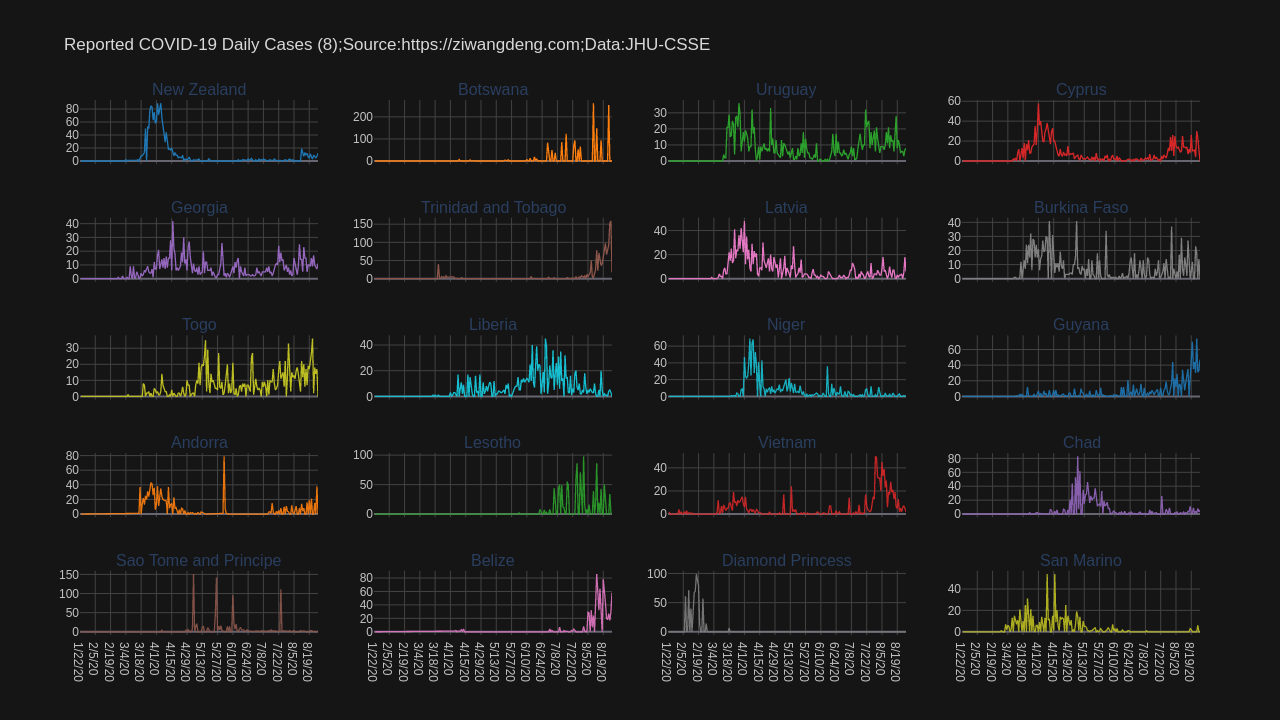 Reported COVID-19 Daily Cases (8);Source:https://ziwangdeng.com;Data:JHU-CSSE
New Zealand Botswana Uruguay Cyprus
80 60 40 20 0
200 100 0
30 20 10 0
60 40 20 0
Georgia Trinidad and Tobago Latvia Burkina Faso
40 30 20 10 0
150 100 50 0
40 20 0
40 30 20 10 0
Togo Liberia Niger Guyana
30 20 10 0
40 20 0
60 40 20 0
60 40 20 0
Andorra Lesotho Vietnam Chad
80 60 40 20 0
100 50 0
40 20 0
80 60 40 20 0
Sao Tome and Principe Belize Diamond Princess San Marino
150 100 50 0
80 60 40 20 0
100 50 0
40 20 0
1/22/20 2/5/20 2/19/20 3/4/20 3/18/20 4/1/20 4/15/20 4/29/20 5/13/20 5/27/20 6/10/20 6/24/20 7/8/20 7/22/20 8/5/20 8/19/20
1/22/20 2/5/20 2/19/20 3/4/20 3/18/20 4/1/20 4/15/20 4/29/20 5/13/20 5/27/20 6/10/20 6/24/20 7/8/20 7/22/20 8/5/20 8/19/20
1/22/20 2/5/20 2/19/20 3/4/20 3/18/20 4/1/20 4/15/20 4/29/20 5/13/20 5/27/20 6/10/20 6/24/20 7/8/20 7/22/20 8/5/20 8/19/20
1/22/20 2/5/20 2/19/20 3/4/20 3/18/20 4/1/20 4/15/20 4/29/20 5/13/20 5/27/20 6/10/20 6/24/20 7/8/20 7/22/20 8/5/20 8/19/20